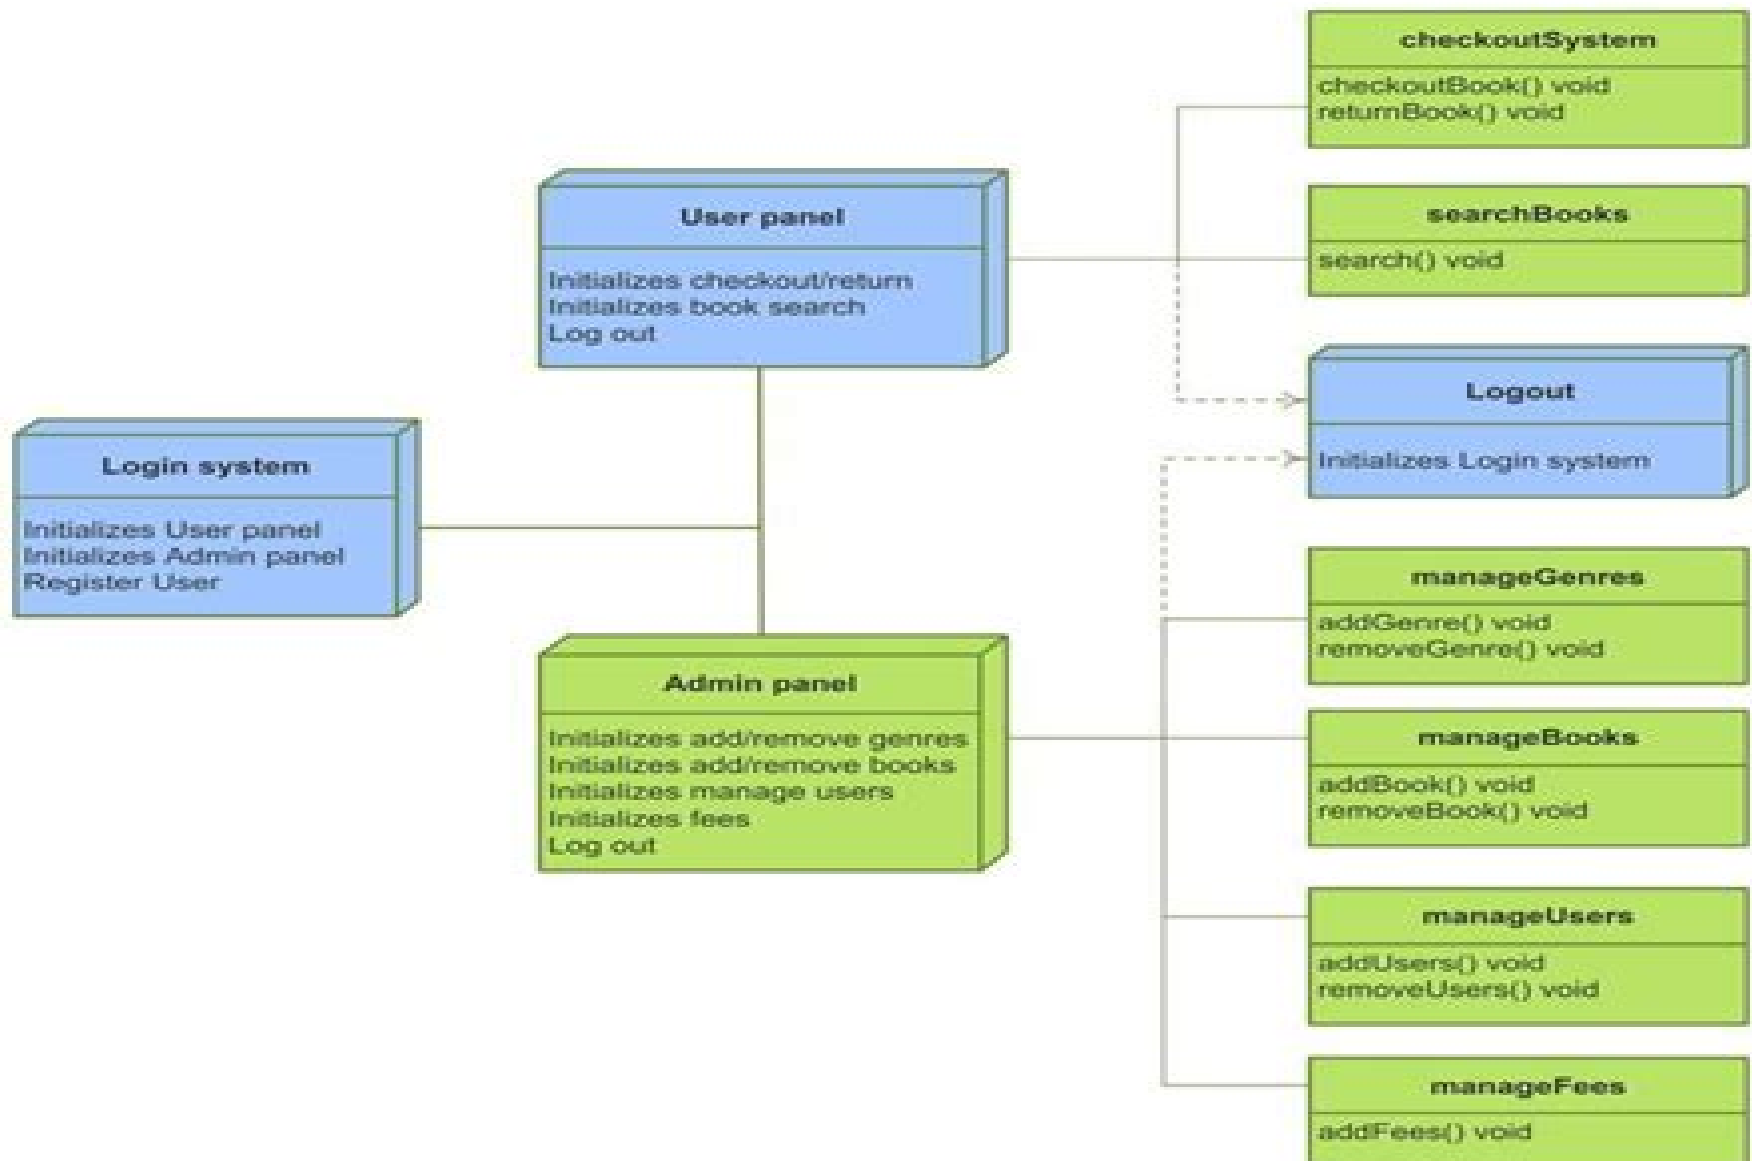 checkoutSystem
checkoutBook() void
returnBook() void
User panel
Initializes checkout/return
Initializes book search
Log out
searchBooks
search() void
Logout
Initializes Login system
Login system
Initializes User panel
Initializes Admin panel
Register User
manageGenres
addGenre() void
removeGenre() void
Admin panel
Initializes add/remove genres
Initializes add/remove books
Initializes manage users
Initializes fees
Log out
manageBooks
addBook() void
removeBook() void
manageUsers
addUsers() void
removeUsers() void
manageFees
addFees() void